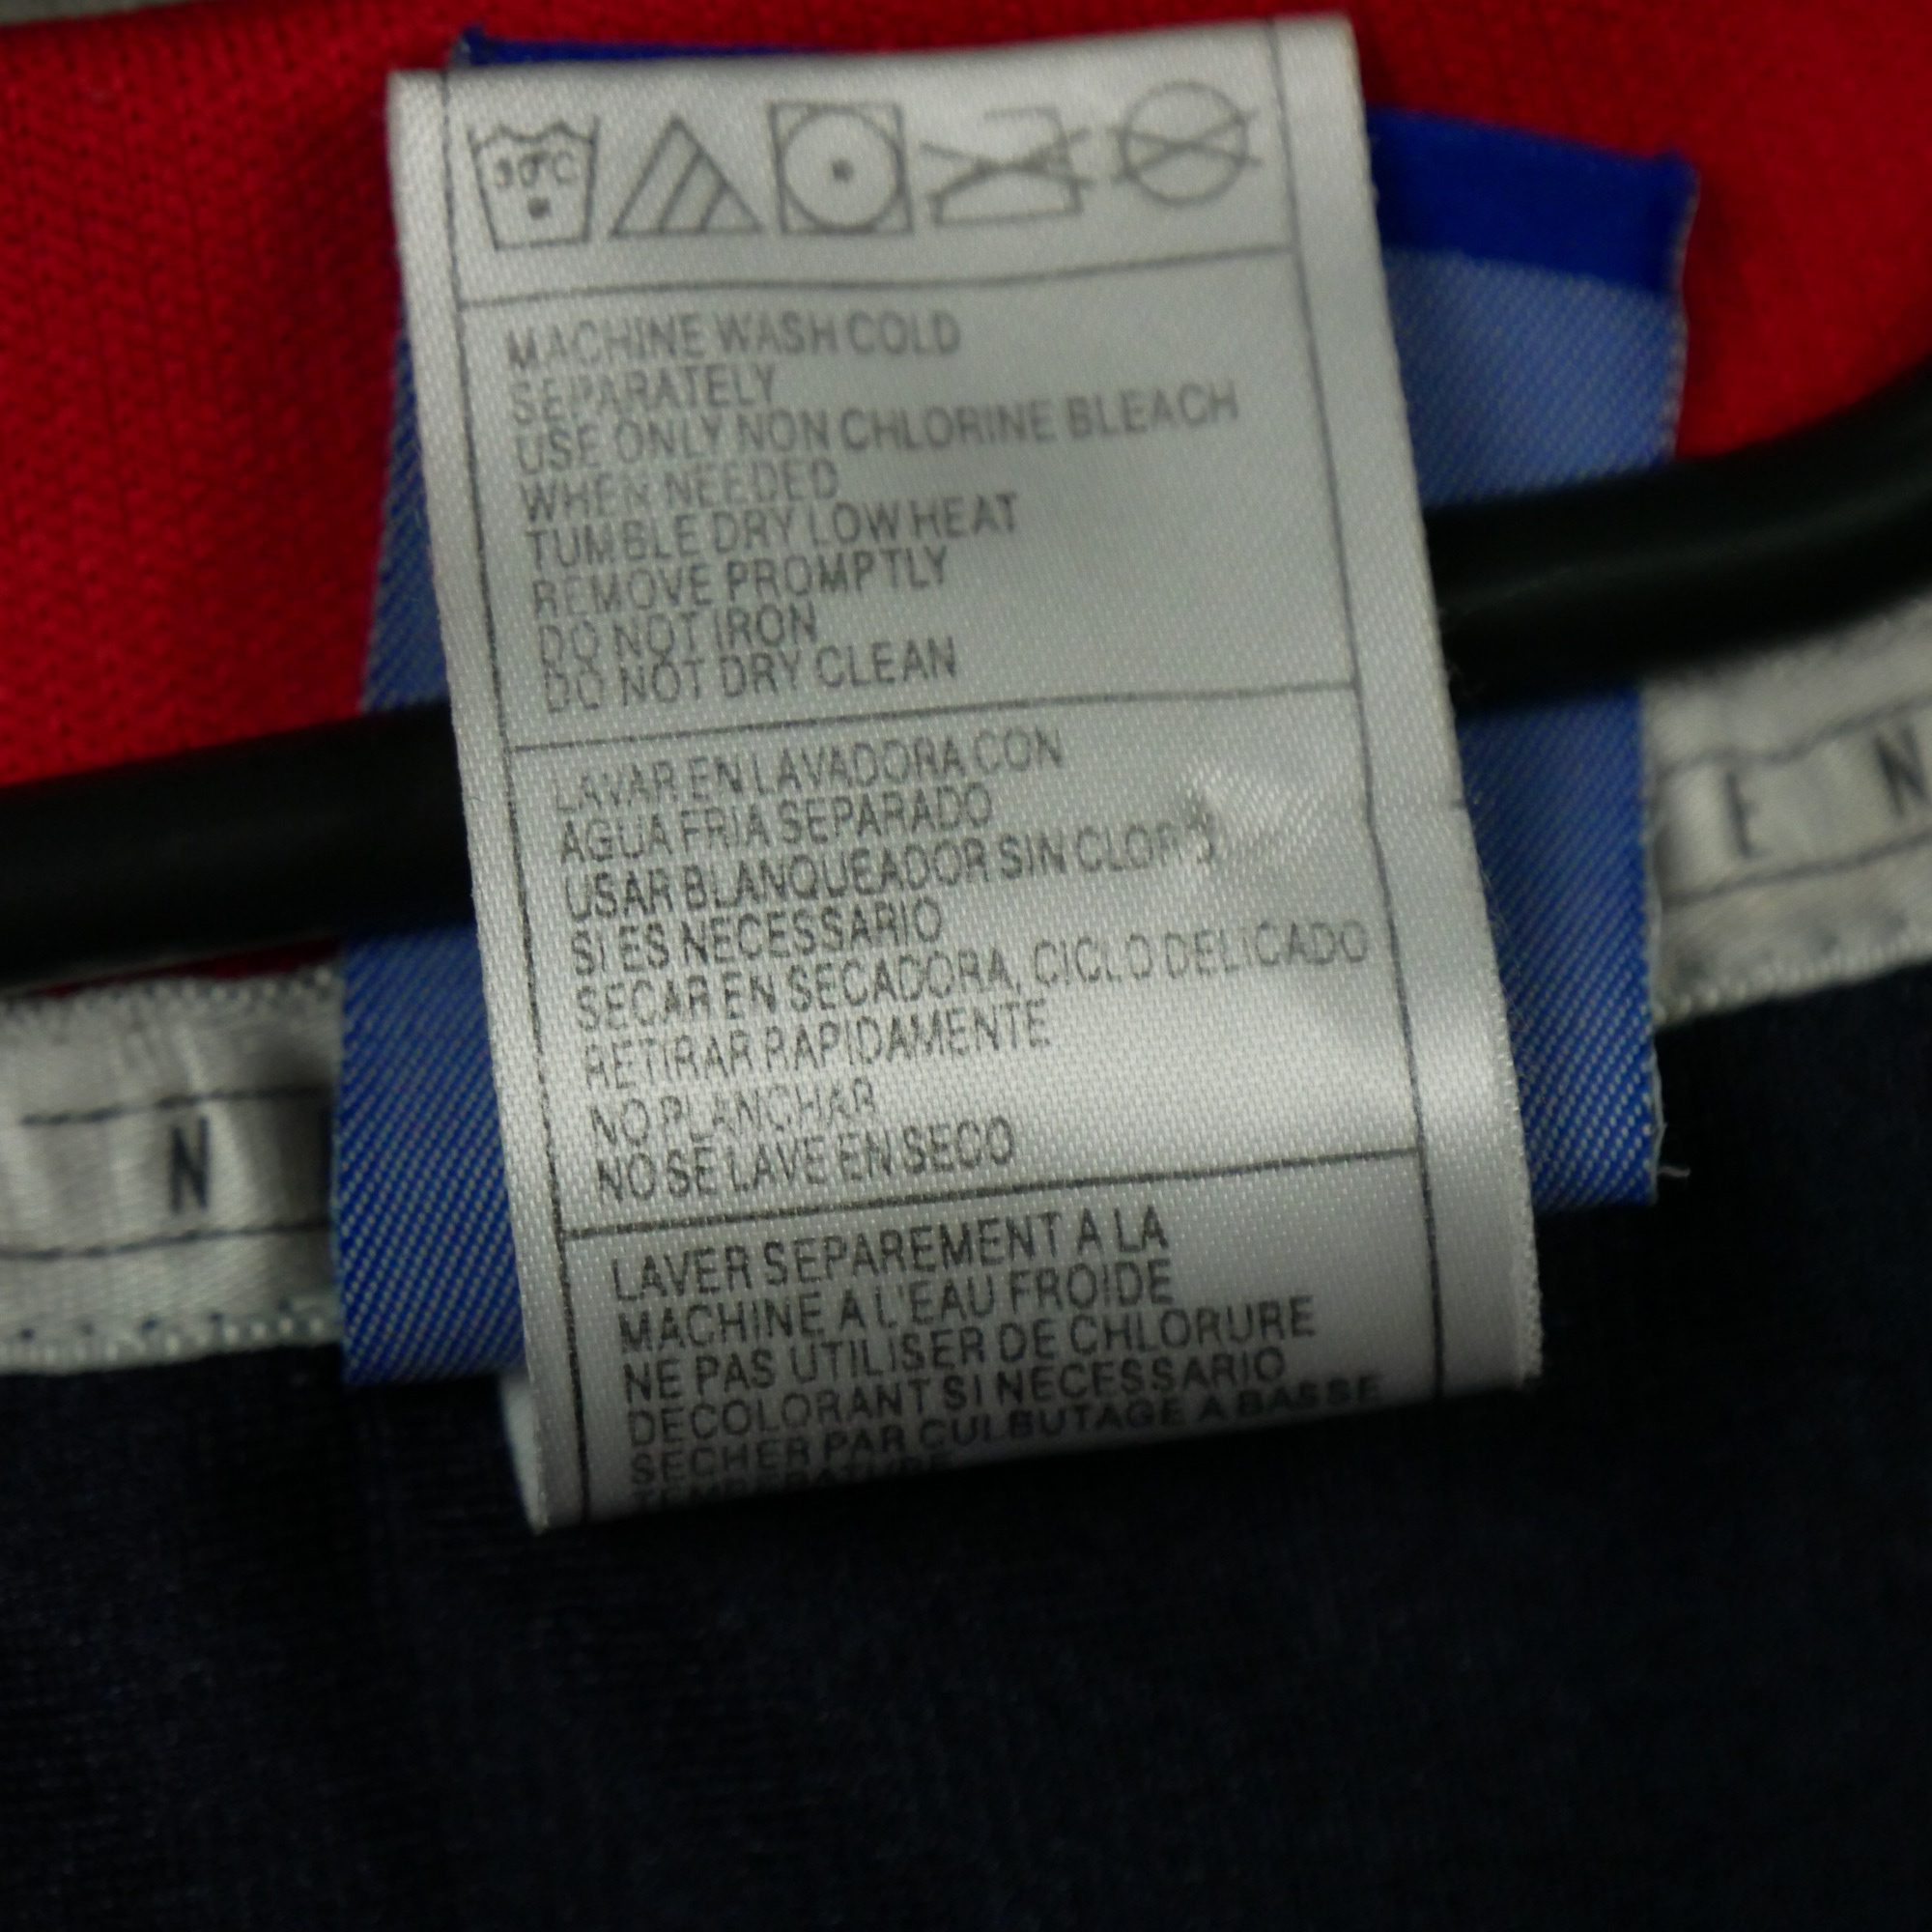 30°C
MACHINE WASH COLD
SEPARATELY
USE ONLY NON CHLORINE BLEACH
WHEN NEEDED
TUMBLE DRY LOW HEAT
REMOVE PROMPTLY
DO NOT IRON
DO NOT DRY CLEAN
LAVAR EN LAVADORA CON
AGUA FRIA SEPARADO
USAR BLANQUEADOR SIN CLORO
SI ES NECESSARIO
SECAR EN SECADORA, CICLO DELICADO
RETIRAR RAPIDAMENTE
NO PLANCHAR
NO SE LAVE EN SECO
LAVER SEPAREMENT A LA
MACHINE A L'EAU FROIDE
NE PAS UTILISER DE CHLORURE
DECOLORANT SI NECESSARIO
SECHER PAR CULBUTAGE A BASSE
TEMPERATURE
E N
N